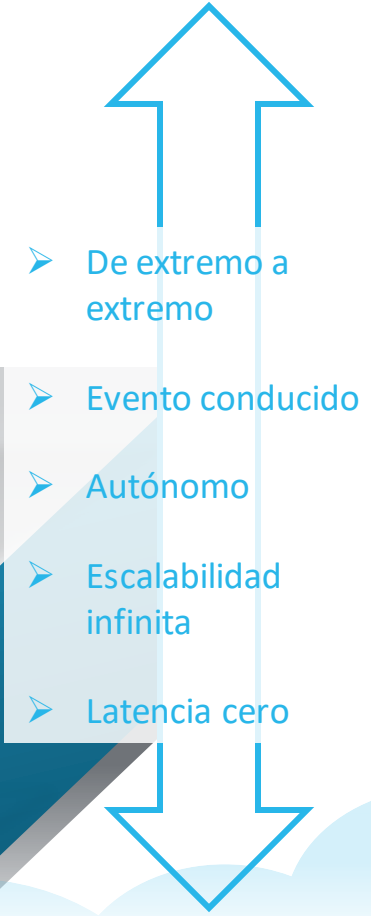 De extremo a
extremo
Evento conducido
Autónomo
Escalabilidad
infinita
Latencia cero